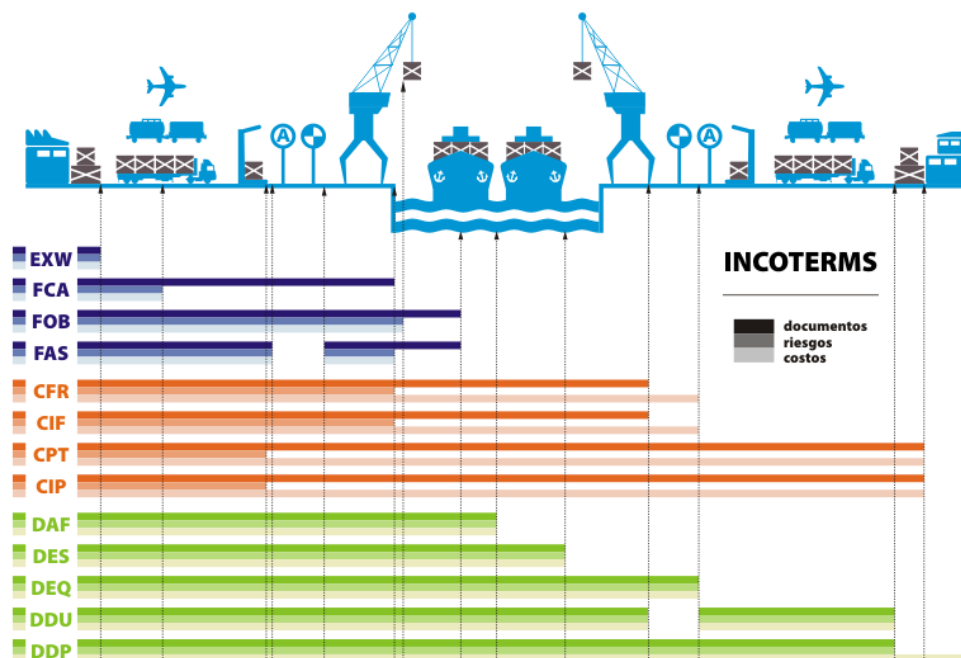 A
A
EXW
INCOTERMS
FCA
FOB
documentos
riesgos
FAS
costos
CFR
CIF
CPT
CIP
DAF
DES
DEQ
DDU
DDP